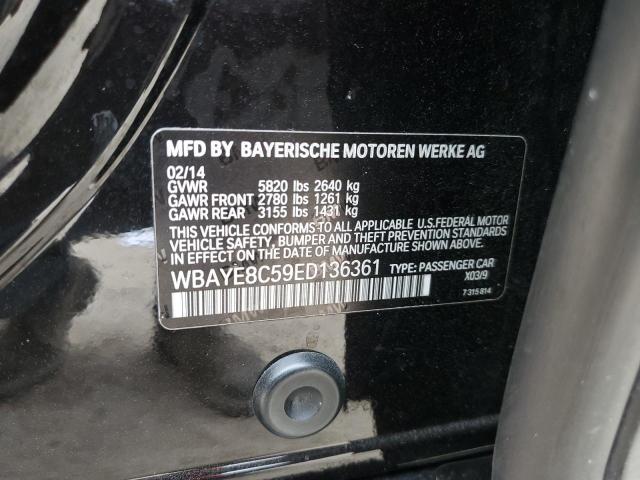 MFD BY BAYERISCHE MOTOREN WERKE AG
02/14
GVWR 5820 lbs 2640 kg
GAWR FRONT 2780 lbs 1261 kg
GAWR REAR 3155 lbs 1431 kg
THIS VEHICLE CONFORMS TO ALL APPLICABLE U.S.FEDERAL MOTOR
VEHICLE SAFETY, BUMPER AND THEFT PREVENTION STANDARDS
IN EFFECT ON THE DATE OF MANUFACTURE SHOWN ABOVE.
WBAYE8C59ED136361 TYPE: PASSENGER CAR
X03/9
7 315 814